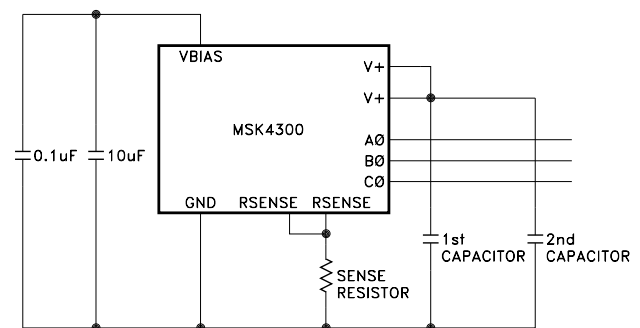 VBIAS
V+
V+
MSK4300
AØ
BØ
CØ
0.1uF
10uF
GND RSENSE RSENSE
1st
CAPACITOR
2nd
CAPACITOR
SENSE
RESISTOR